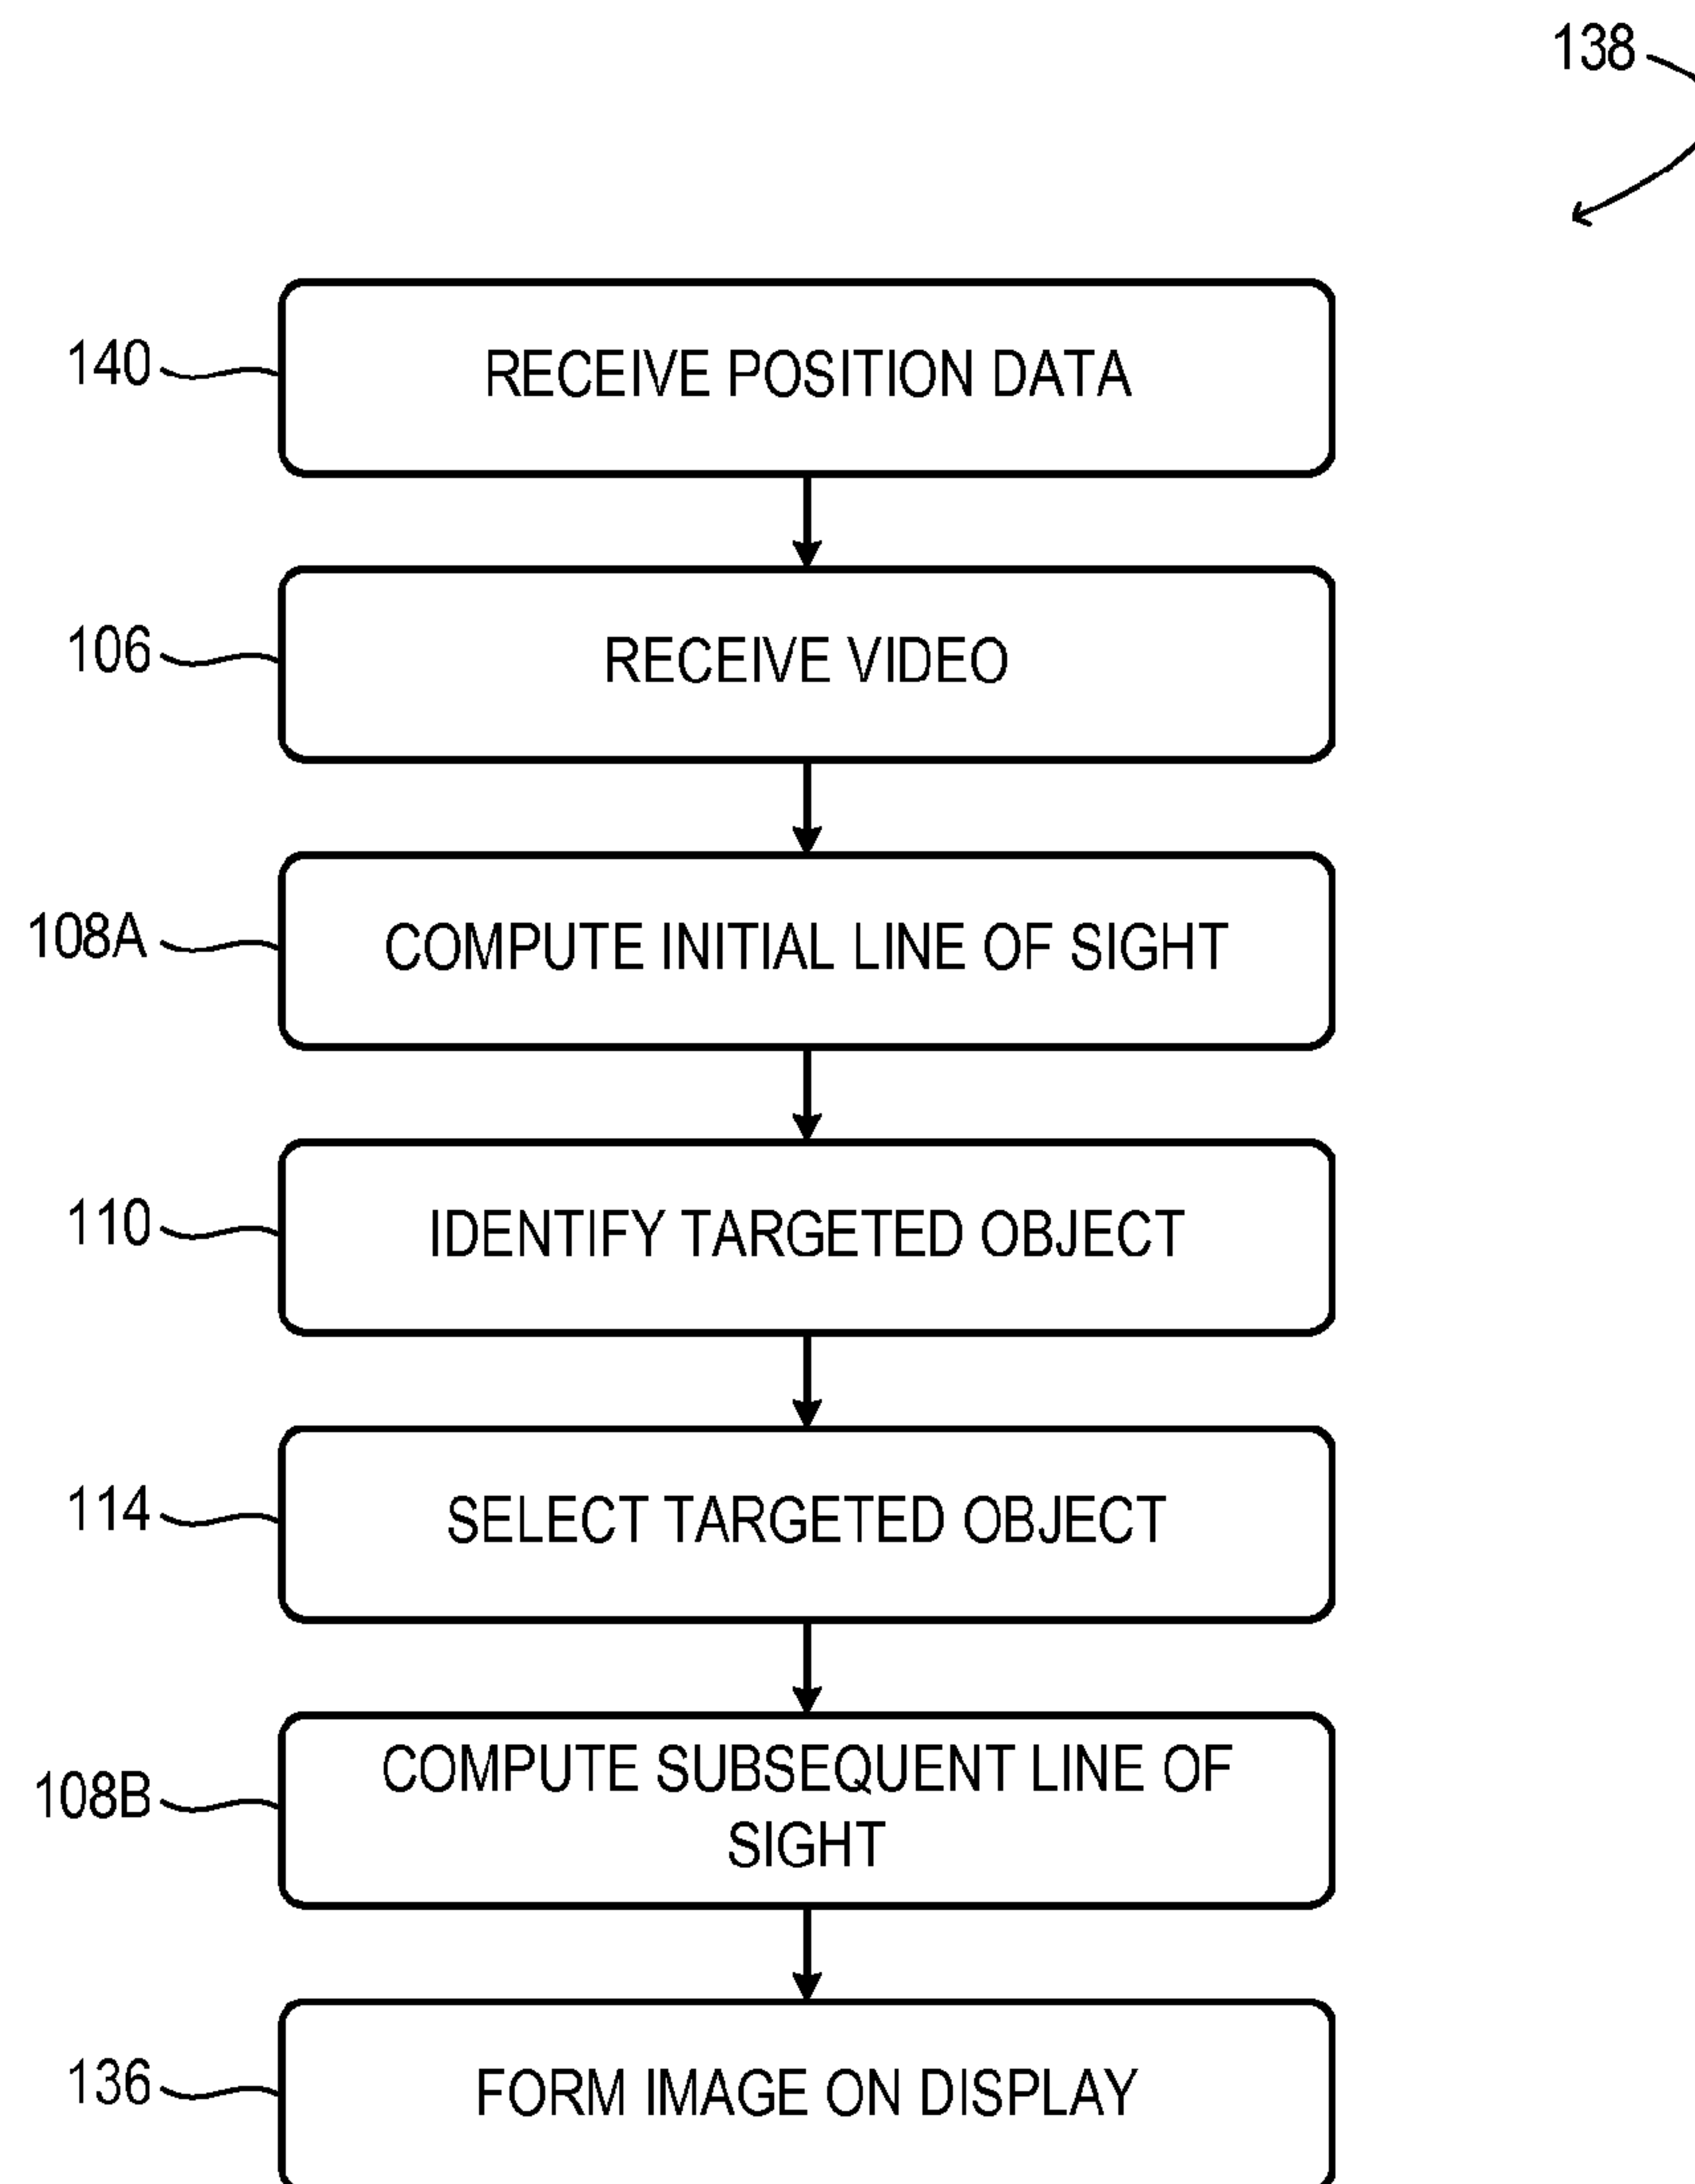 138
140
RECEIVE POSITION DATA
106
RECEIVE VIDEO
108A
COMPUTE INITIAL LINE OF SIGHT
110
IDENTIFY TARGETED OBJECT
114
SELECT TARGETED OBJECT
108B
COMPUTE SUBSEQUENT LINE OF
SIGHT
136
FORM IMAGE ON DISPLAY